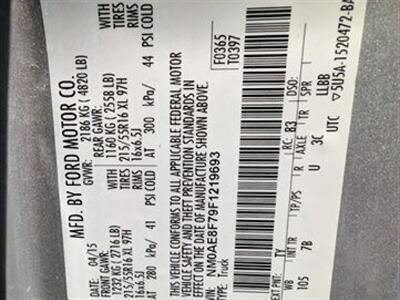 MFD. BY FORD MOTOR CO.
DATE: 04/15
GVWR: 2186 KG ( 4820 LB)
FRONT GAWR:
1232 KG ( 2716 LB)
WITH
215/55R16 XL 97H TIRES
16x6.5J RIMS
AT 280 kPa/ 41 PSI COLD
REAR GAWR:
1160 KG ( 2558 LB)
WITH
215/55R16 XL 97H TIRES
16x6.5J RIMS
AT 300 kPa/ 44 PSI COLD
THIS VEHICLE CONFORMS TO ALL APPLICABLE FEDERAL MOTOR
VEHICLE SAFETY AND THEFT PREVENTION STANDARDS IN EFFECT ON THE
DATE OF MANUFACTURE SHOWN ABOVE.
VIN: NM0AE8F79F1219693
TYPE: Truck
F0365
T0397
EXT PNT: TY RC: B3 DSO:
WB INT TR TP/PS R AXLE TR SPR
105 7B U 3C LLBB
UTC ▽5U5A-1520472-BA